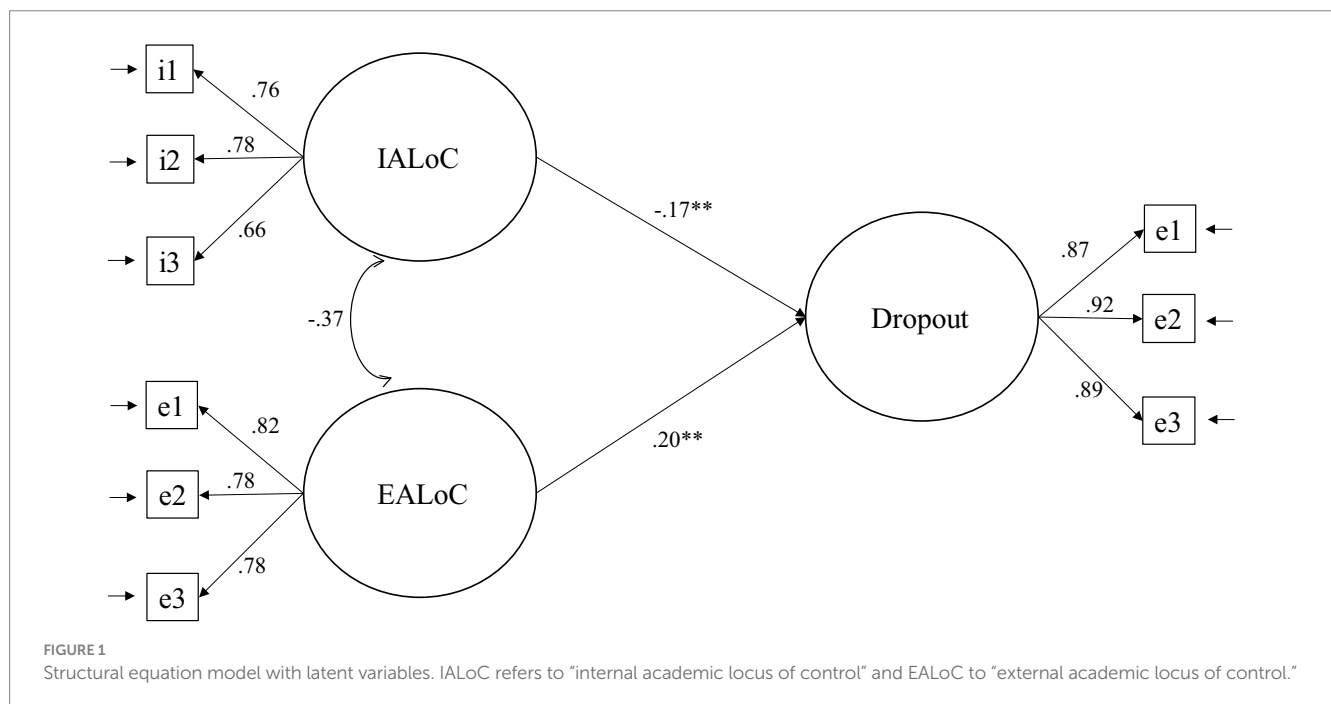 i1
.76
i2
.78
IALoC
i3
.66
-.17**
e1
.87
-.37
Dropout
.92
e2
e1
.82
.89
e3
.20**
e2
.78
EALoC
.78
e3
FIGURE 1
Structural equation model with latent variables. IALoC refers to “internal academic locus of control” and EALoC to “external academic locus of control.”